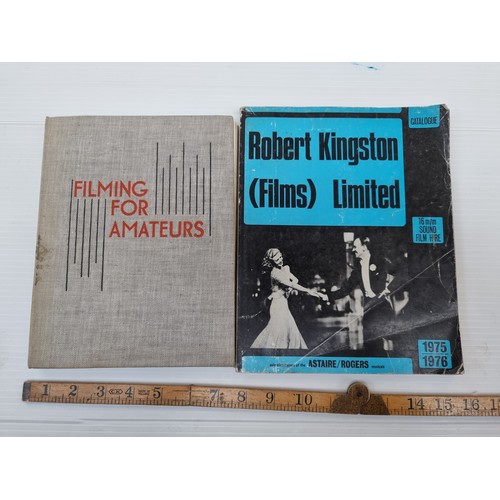 FILMING
FOR
AMATEURS
CATALOGUE
Robert Kingston
(Films) Limited
16 m/m
SOUND
FILM HIRE
1975
1976
ASTAIRE/ROGERS
1 2 3 4 5 7 8 9 10 14 15 16